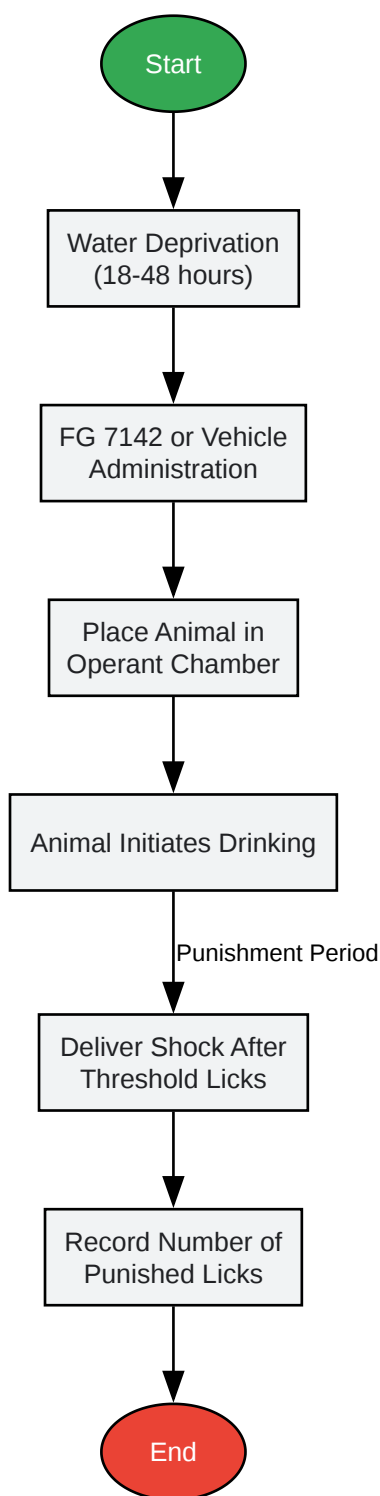 Start
Water Deprivation
(18-48 hours)
FG 7142 or Vehicle
Administration
Place Animal in
Operant Chamber
Animal Initiates Drinking
Punishment Period
Deliver Shock After
Threshold Licks
Record Number of
Punished Licks
End